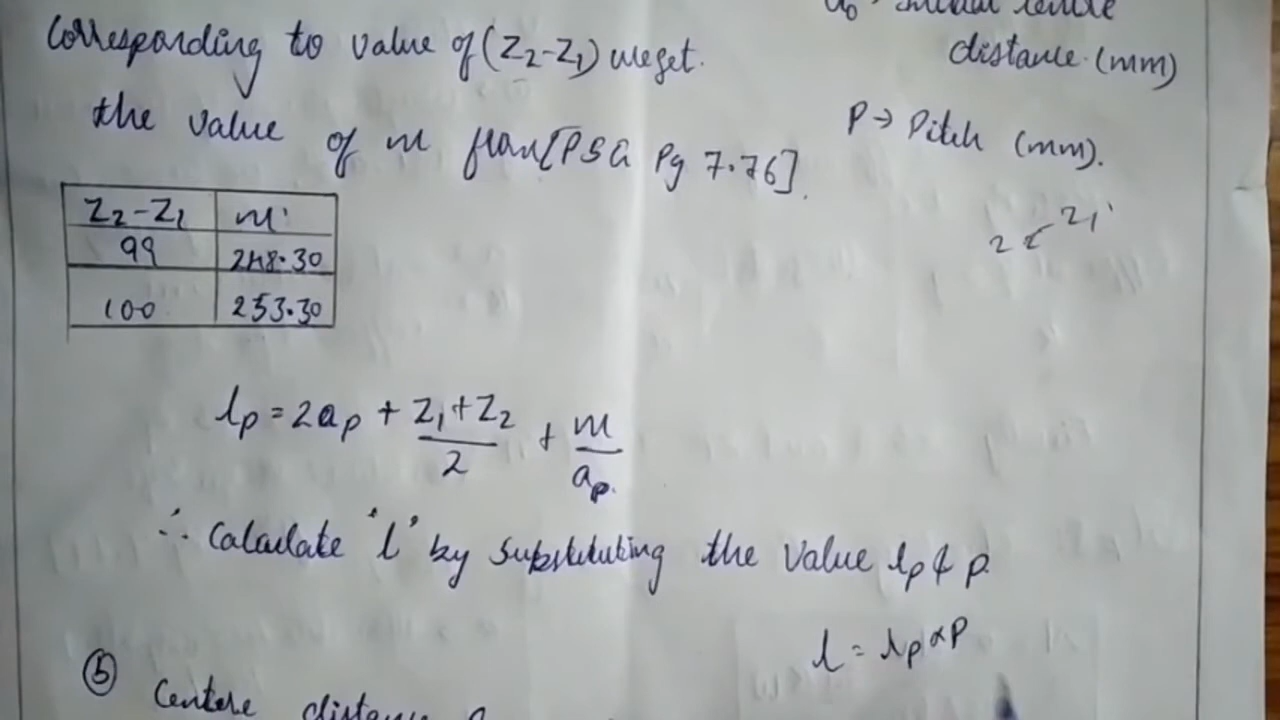 Corresponding to value of (Z2-Z1) we get.
distance. (mm)
the value of m from [PSG Pg 7.76].
P → Pitch (mm).
Z2-Z1 m
99 248.30
100 253.30
lp = 2ap + Z1+Z2/2 + m/ap.
∴ Calculate 'l' by substituting the value lp & p.
l = lp × P
⑤ Centere distance